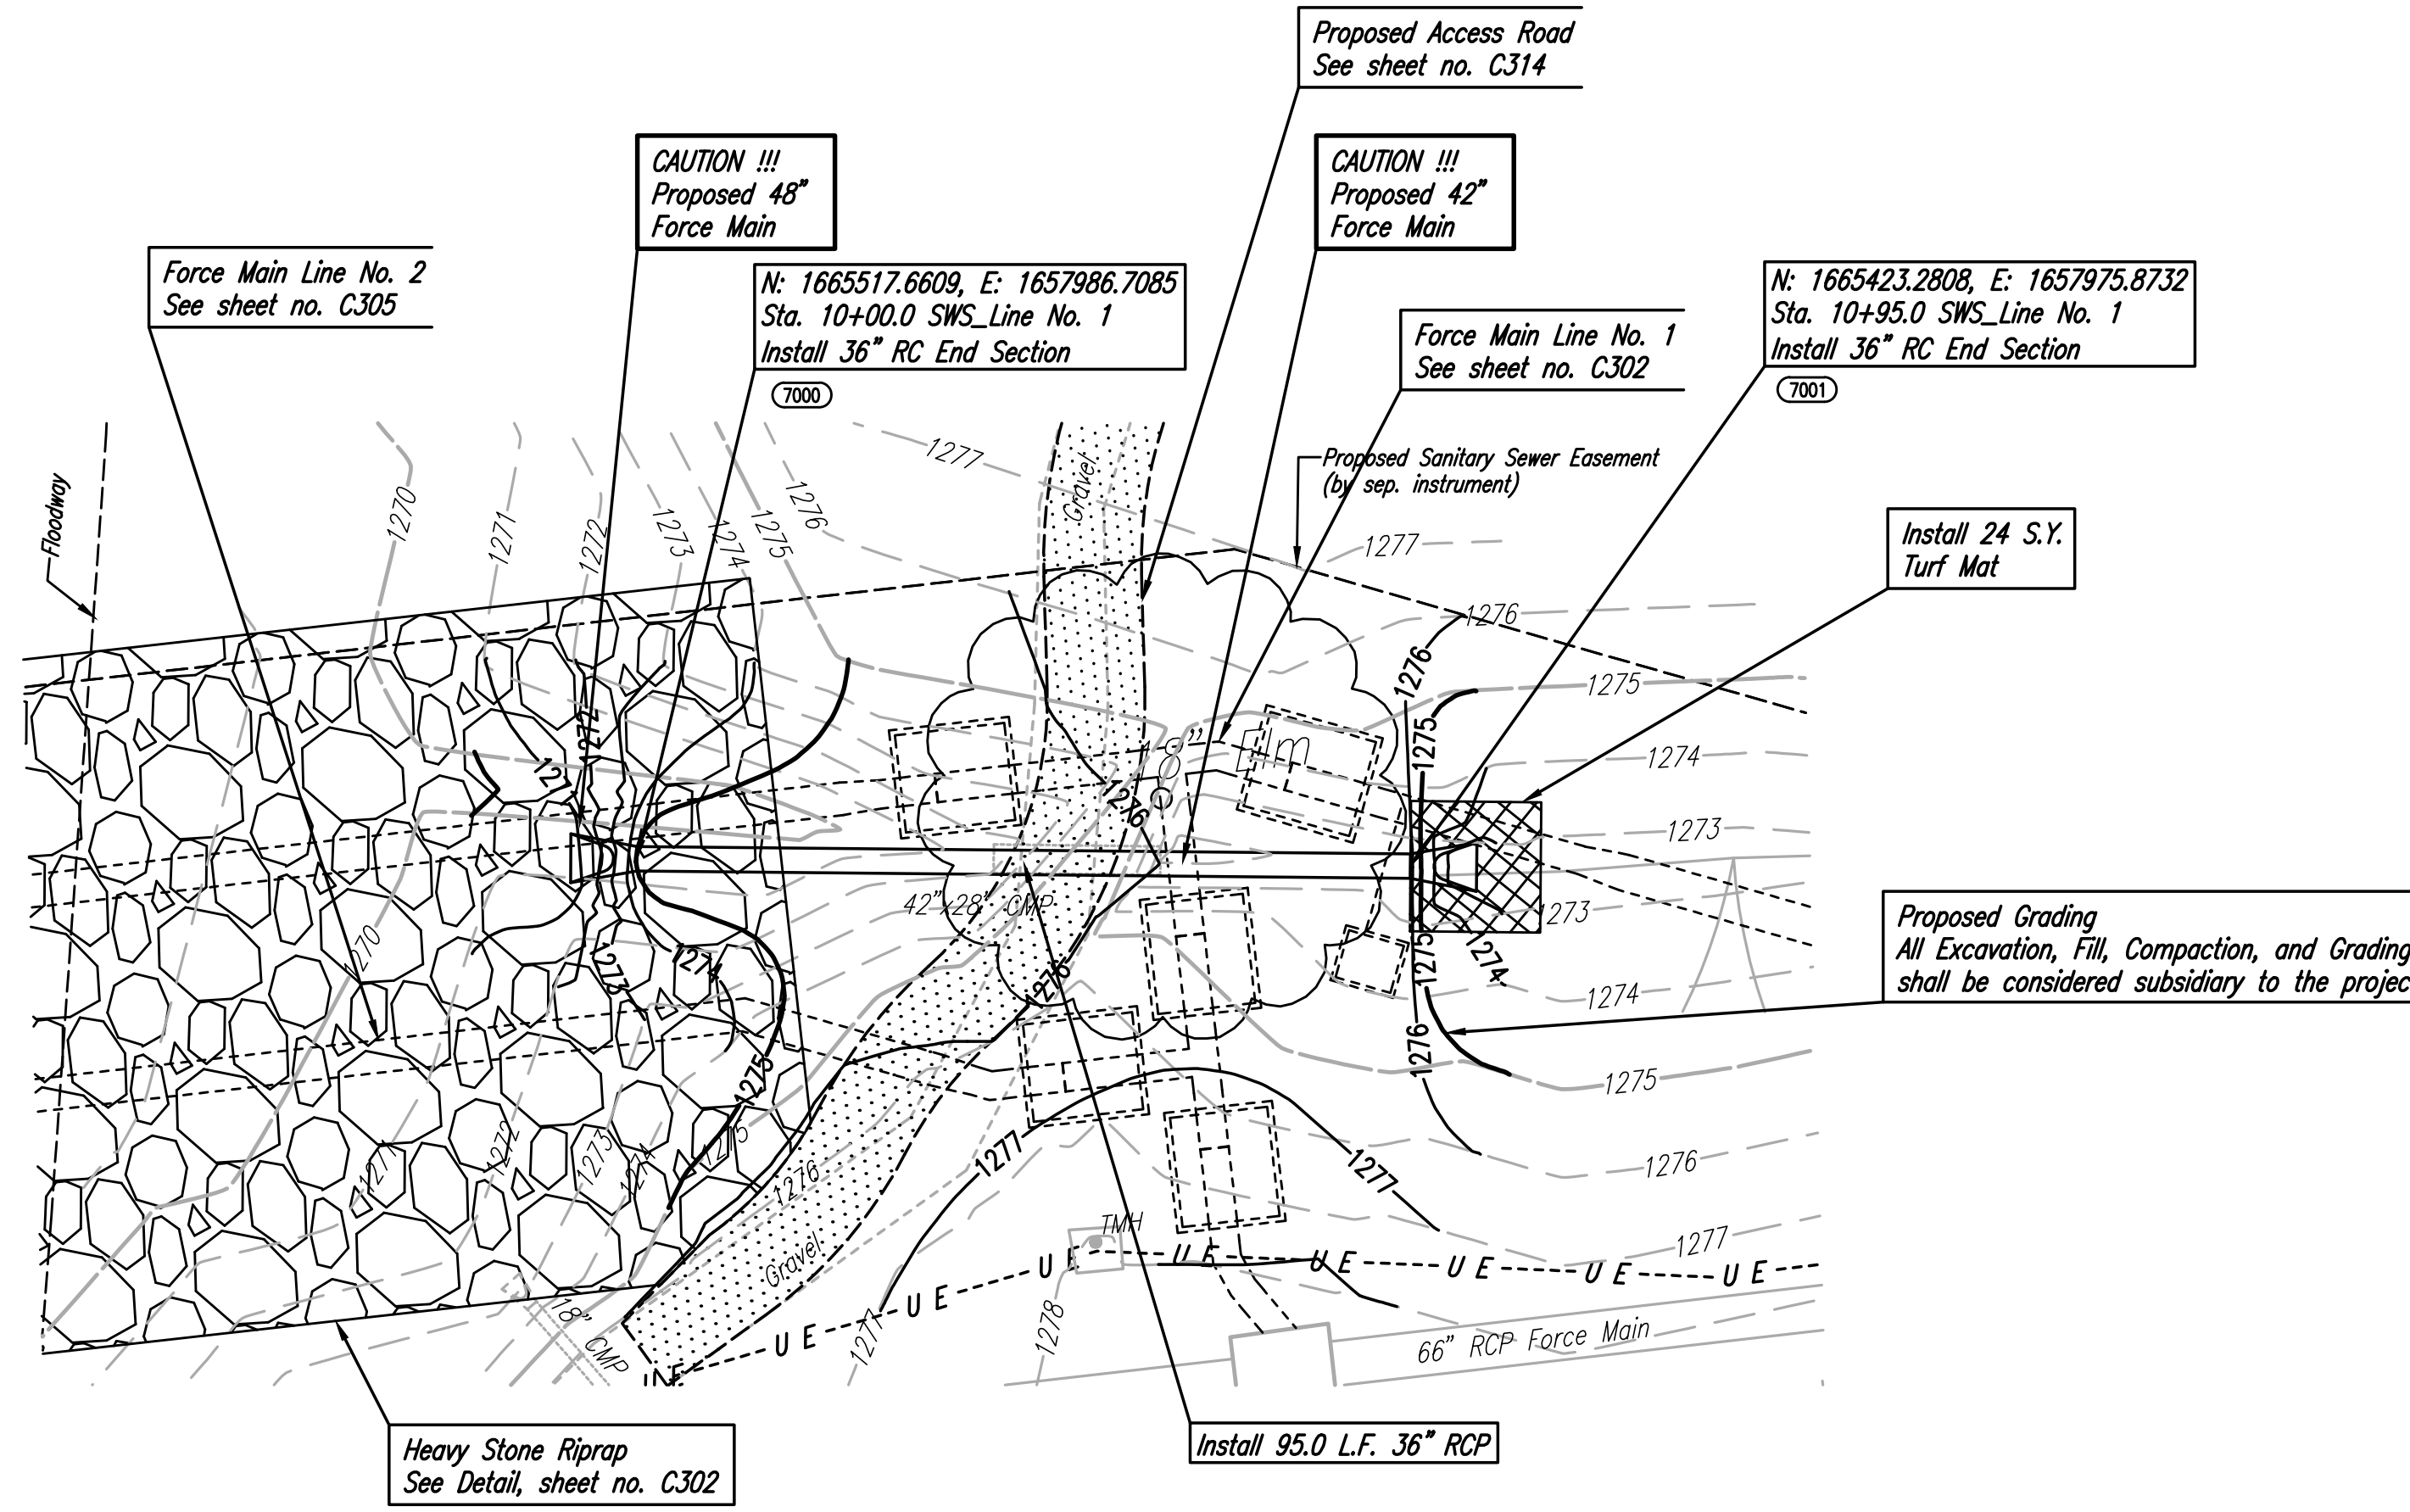 Proposed Access Road
See sheet no. C314
CAUTION !!!
Proposed 48"
Force Main
CAUTION !!!
Proposed 42"
Force Main
Force Main Line No. 2
See sheet no. C305
N: 1665517.6609, E: 1657986.7085
Sta. 10+00.0 SWS_Line No. 1
Install 36" RC End Section
7000
Force Main Line No. 1
See sheet no. C302
N: 1665423.2808, E: 1657975.8732
Sta. 10+95.0 SWS_Line No. 1
Install 36" RC End Section
7001
Proposed Sanitary Sewer Easement
(by sep. instrument)
Install 24 S.Y.
Turf Mat
Floodway
1270
1271
1272
1273
1274
1275
1276
1277
Gravel
1277
1276
1276
1275
1275
1274
1273
1273
1274
1274
1275
1276
1275
1276
1277
1272
1271
1273
1274
1275
18" Elm
1276
1276
42"x28" CMP
1270
1271
1272
1273
1274
1275
1276
Gravel
1277
1277
TMH
1277
1278
18" CMP
U E
U E
U E
U E
U E
U E
U E
U E
U E
66" RCP Force Main
Proposed Grading
All Excavation, Fill, Compaction, and Grading
shall be considered subsidiary to the projec
Install 95.0 L.F. 36" RCP
Heavy Stone Riprap
See Detail, sheet no. C302